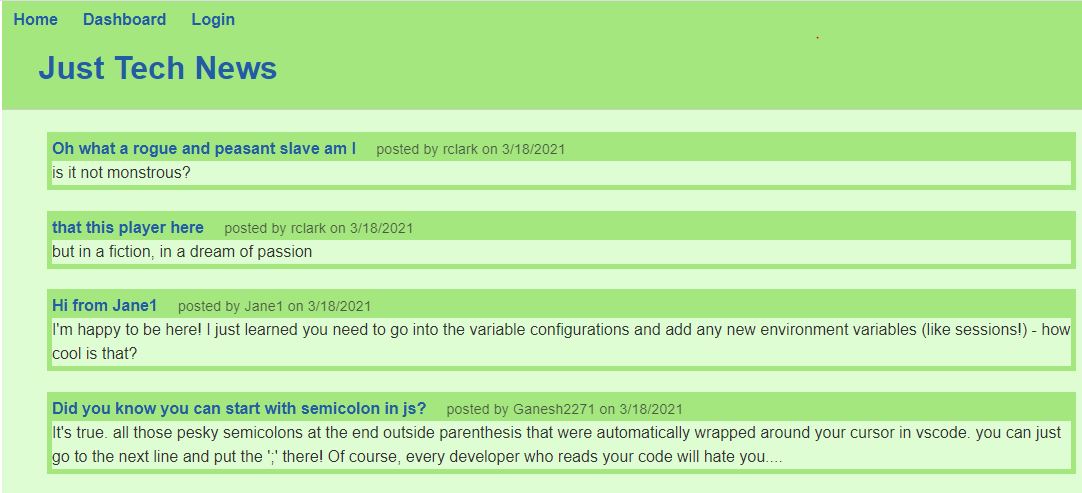 Home Dashboard Login
Just Tech News
Oh what a rogue and peasant slave am I posted by rclark on 3/18/2021
is it not monstrous?
that this player here posted by rclark on 3/18/2021
but in a fiction, in a dream of passion
Hi from Jane1 posted by Jane1 on 3/18/2021
I'm happy to be here! I just learned you need to go into the variable configurations and add any new environment variables (like sessions!) - how
cool is that?
Did you know you can start with semicolon in js? posted by Ganesh2271 on 3/18/2021
It's true. all those pesky semicolons at the end outside parenthesis that were automatically wrapped around your cursor in vscode. you can just
go to the next line and put the ';' there! Of course, every developer who reads your code will hate you....